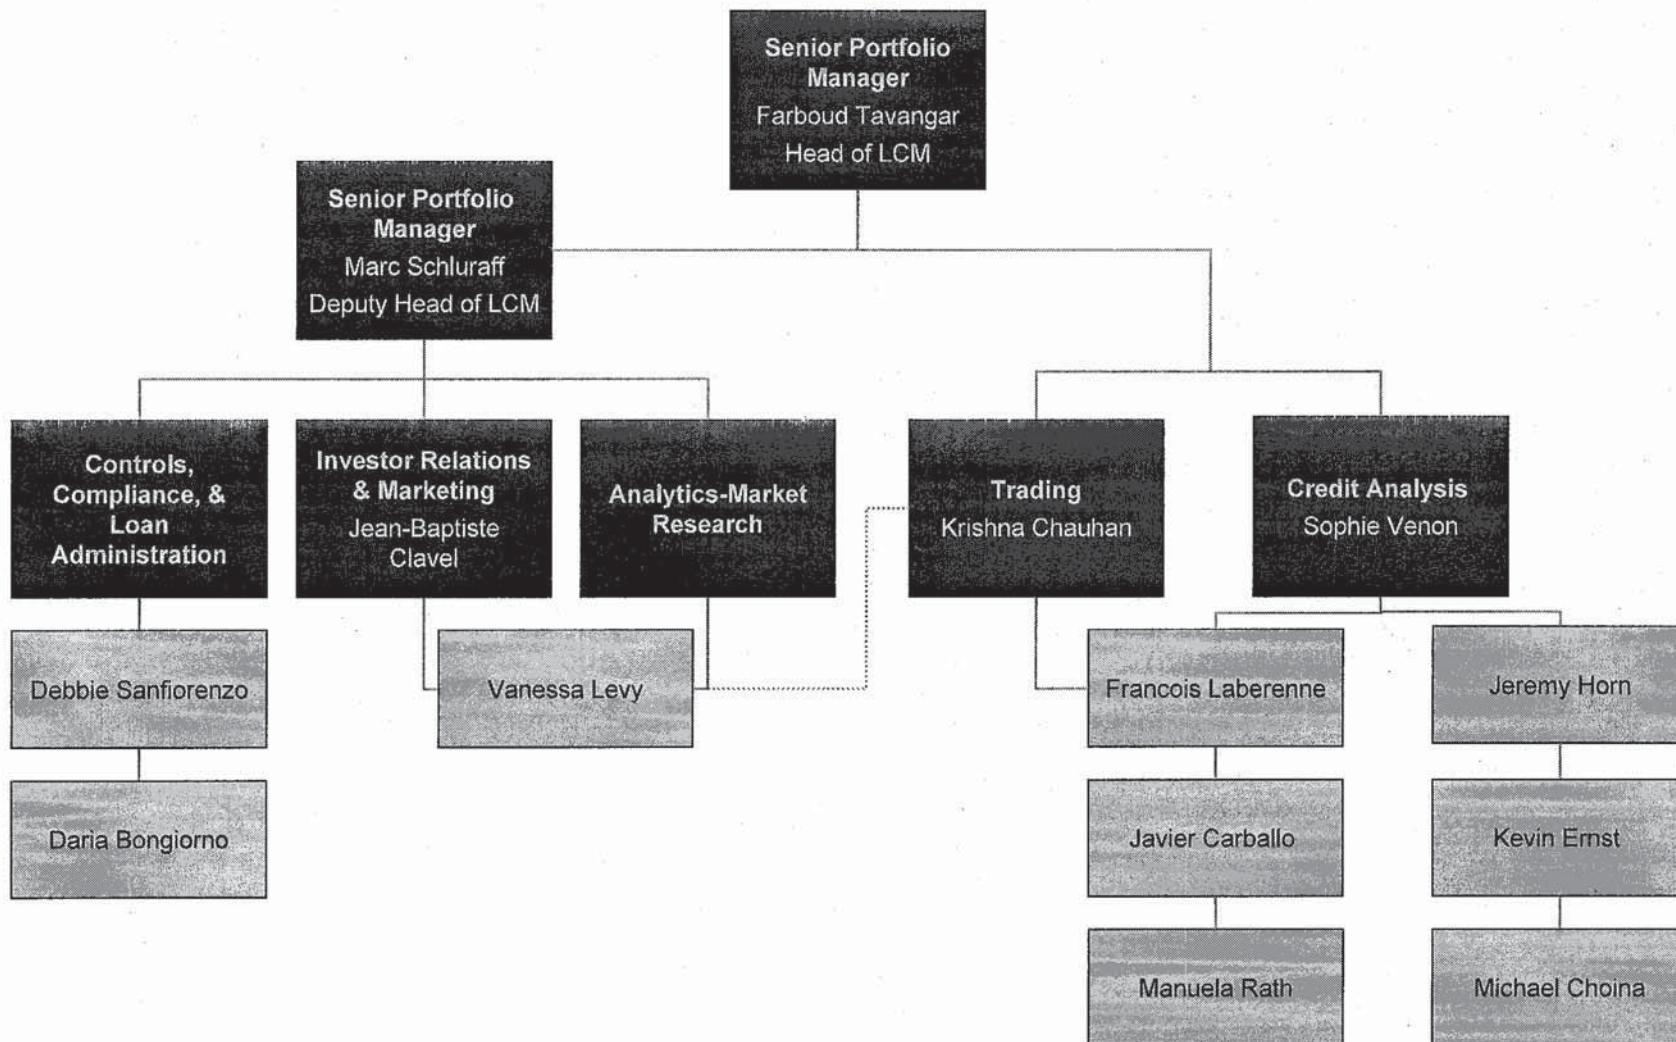 Senior Portfolio
Manager
Farboud Tavangar
Head of LCM
Senior Portfolio
Manager
Marc Schluraff
Deputy Head of LCM
Controls,
Compliance, &
Loan
Administration
Investor Relations
& Marketing
Jean-Baptiste
Clavel
Analytics-Market
Research
Trading
Krishna Chauhan
Credit Analysis
Sophie Venon
Debbie Sanfiorenzo
Vanessa Levy
Francois Laberenne
Jeremy Horn
Daria Bongiorno
Javier Carballo
Kevin Ernst
Manuela Rath
Michael Choina